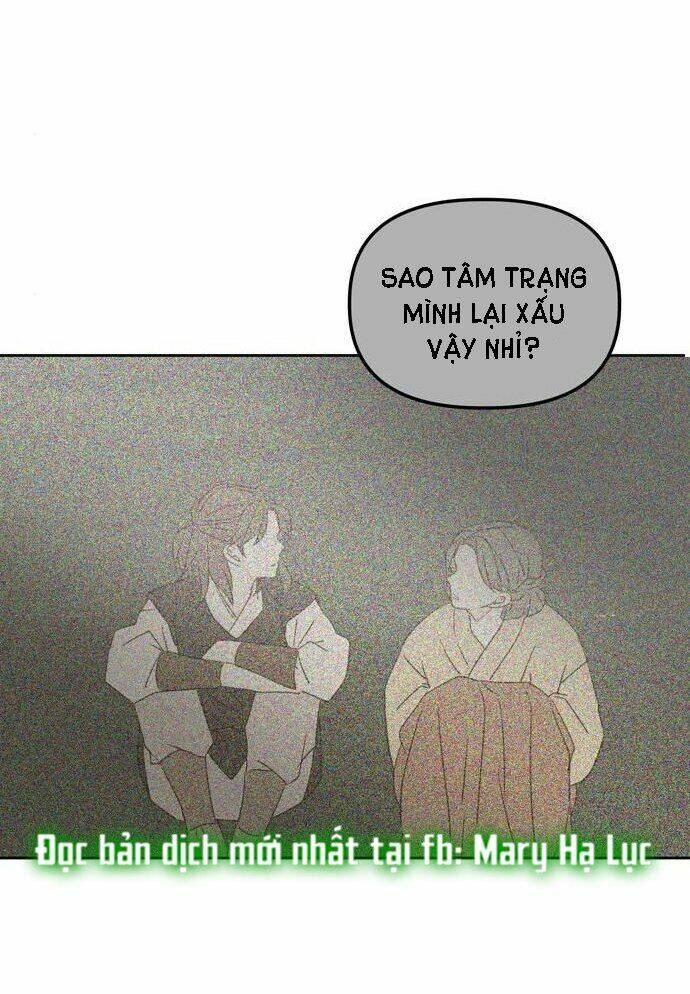 SAO TÂM TRẠNG
MÌNH LẠI XẤU
VẬY NHỈ?
Đọc bản dịch mới nhất tại fb: Mary Hạ Lục